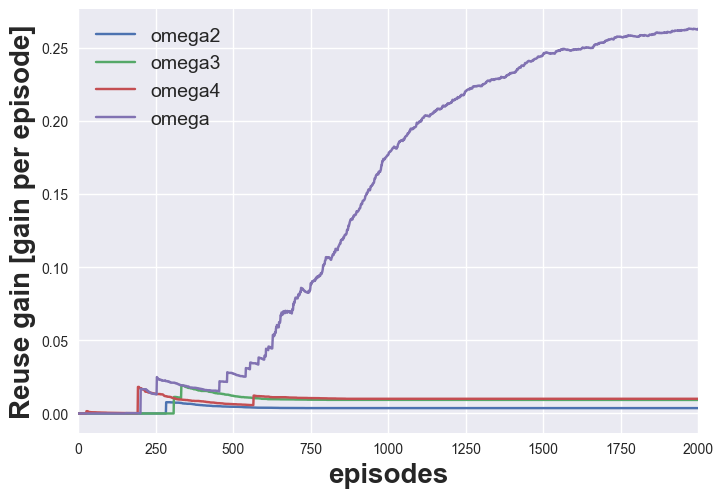 Reuse gain [gain per episode]
omega2
omega3
omega4
omega
0.25
0.20
0.15
0.10
0.05
0.00
0 250 500 750 1000 1250 1500 1750 2000
episodes